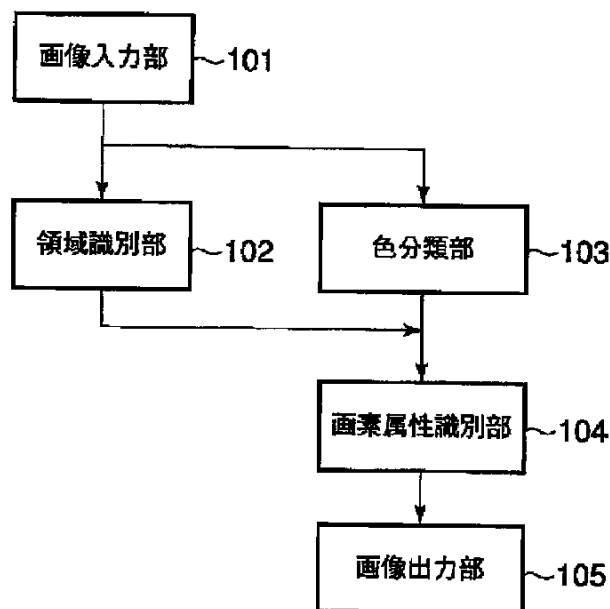 画像入力部 101
領域識別部 102
色分類部 103
画素属性識別部 104
画像出力部 105